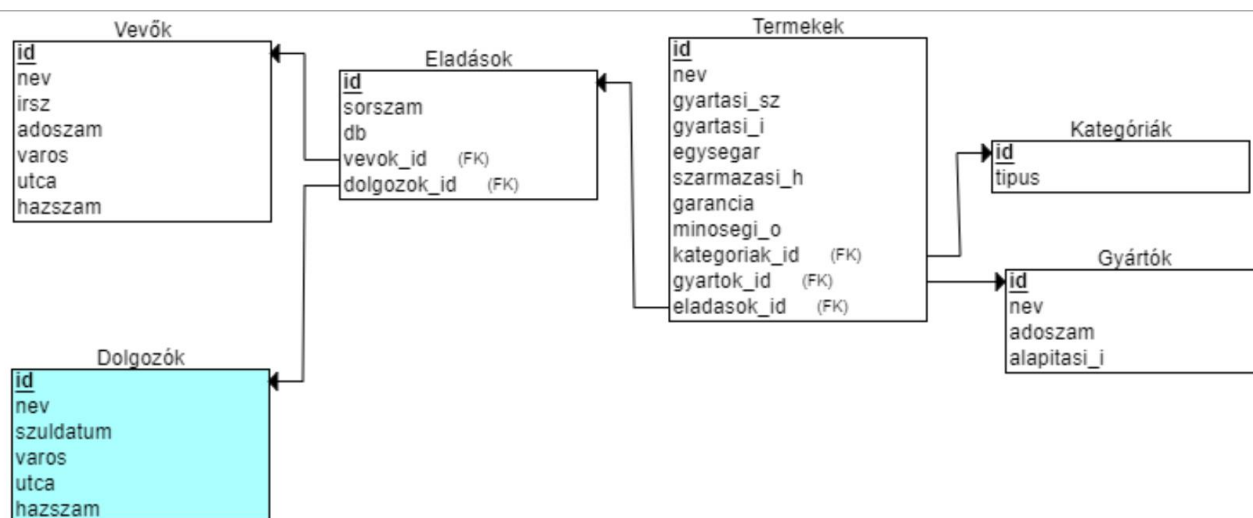 Vevők
id
nev
irsz
adoszam
varos
utca
hazszam
Eladások
id
sorszam
db
vevok_id (FK)
dolgozok_id (FK)
Termekek
id
nev
gyartasi_sz
gyartasi_i
egysegar
szarmazasi_h
garancia
minosegi_o
kategoriak_id (FK)
gyartok_id (FK)
eladasok_id (FK)
Kategóriák
id
tipus
Gyártók
id
nev
adoszam
alapitasi_i
Dolgozók
id
nev
szuldatum
varos
utca
hazszam